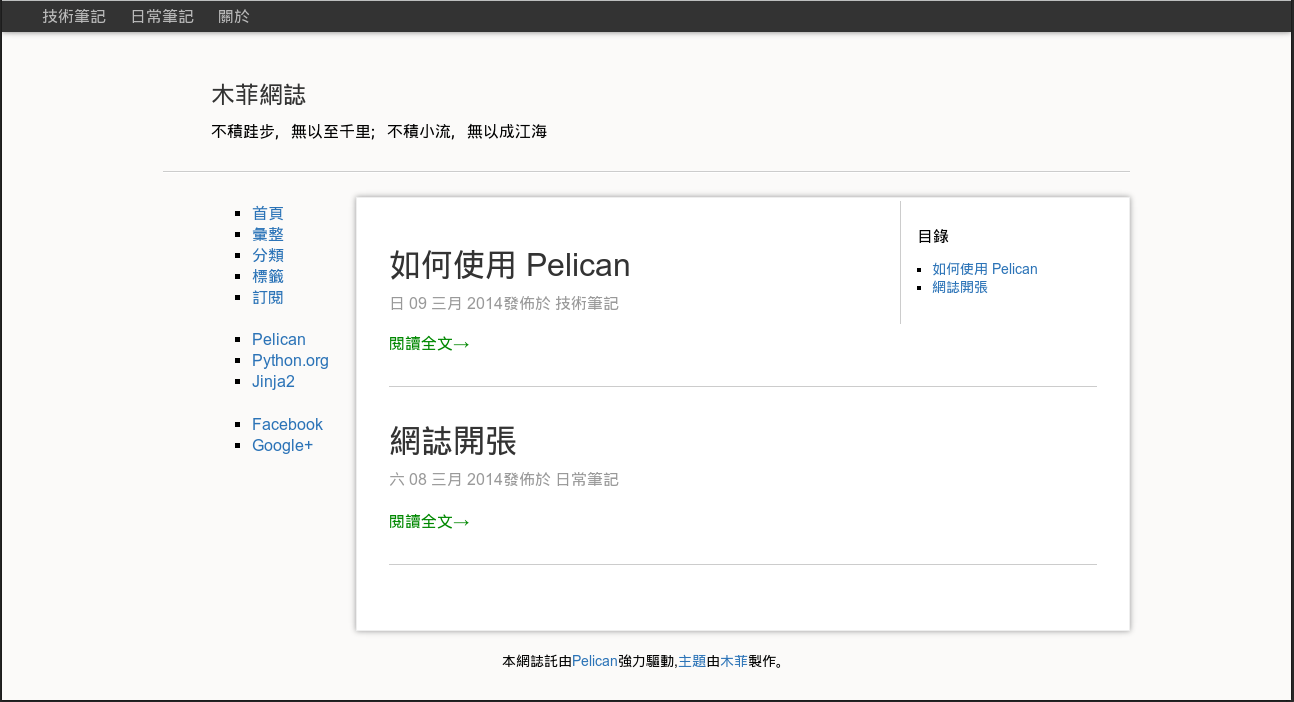 技術筆記 日常筆記 關於
木菲網誌
不積跬步，無以至千里；不積小流，無以成江海
首頁
彙整
分類
標籤
訂閱
Pelican
Python.org
Jinja2
Facebook
Google+
如何使用 Pelican
日 09 三月 2014發佈於 技術筆記
閱讀全文→
網誌開張
六 08 三月 2014發佈於 日常筆記
閱讀全文→
目錄
如何使用 Pelican
網誌開張
本網誌託由Pelican強力驅動,主題由木菲製作。